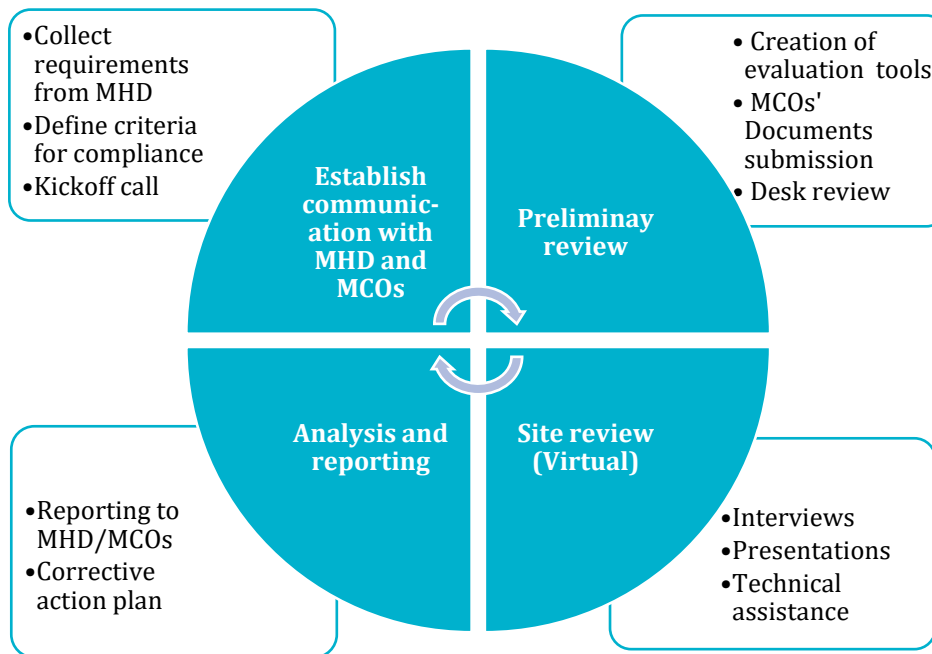 •Collect
requirements
from MHD
•Define criteria
for compliance
•Kickoff call
• Creation of
evaluation tools
• MCOs'
Documents
submission
• Desk review
Establish
communic-
ation with
MHD and
MCOs
Preliminay
review
Analysis and
reporting
Site review
(Virtual)
•Reporting to
MHD/MCOs
•Corrective
action plan
•Interviews
•Presentations
•Technical
assistance